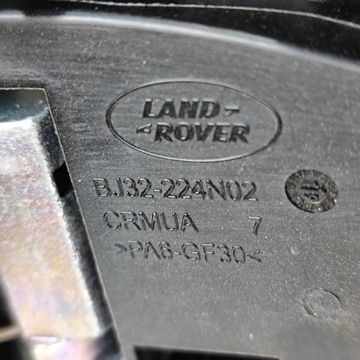 LAND-
-ROVER
BJ32-224N02
CRMUA 7
>PA6-GF30<